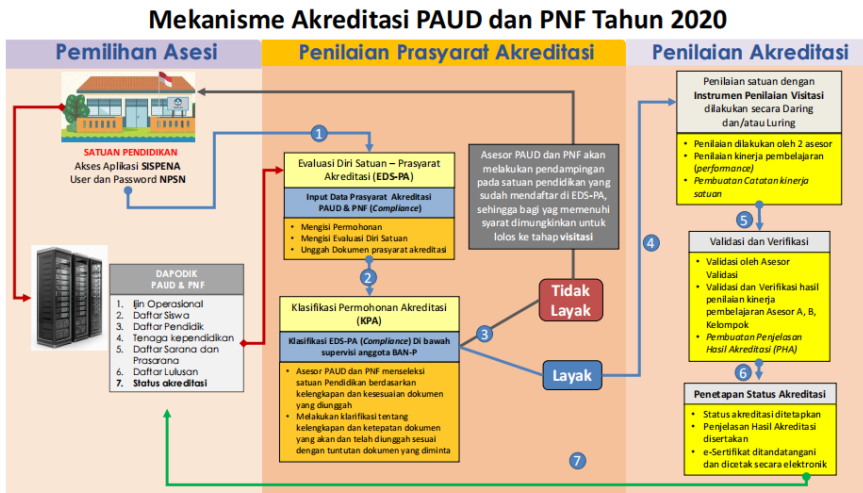 Mekanisme Akreditasi PAUD dan PNF Tahun 2020
Pemilihan Asesi
Penilaian Prasyarat Akreditasi
Penilaian Akreditasi
SATUAN PENDIDIKAN
Akses Aplikasi SISPENA
User dan Password NPSN
DAPODIK
PAUD & PNF
1. Ijin Operasional
2. Daftar Siswa
3. Daftar Pendidik
4. Tenaga kependidikan
5. Daftar Sarana dan
Prasarana
6. Daftar Lulusan
7. Status akreditasi
1
Evaluasi Diri Satuan – Prasyarat
Akreditasi (EDS-PA)
Input Data Prasyarat Akreditasi
PAUD & PNF (Compliance)
• Mengisi Permohonan
• Mengisi Evaluasi Diri Satuan
• Unggah Dokumen prasyarat akreditasi
2
Klasifikasi Permohonan Akreditasi
(KPA)
Klasifikasi EDS-PA (Compliance) Di bawah
supervisi anggota BAN-P
• Asesor PAUD dan PNF menseleksi
satuan Pendidikan berdasarkan
kelengkapan dan kesesuaian dokumen
yang diunggah
• Melakukan klarifikasi tentang
kelengkapan dan ketepatan dokumen
yang akan dan telah diunggah sesuai
dengan tuntutan dokumen yang diminta
Asesor PAUD dan PNF akan
melakukan pendampingan
pada satuan pendidikan yang
sudah mendaftar di EDS-PA,
sehingga bagi yag memenuhi
syarat dimungkinkan untuk
lolos ke tahap visitasi
3
Tidak
Layak
Layak
4
Penilaian satuan dengan
Instrumen Penilaian Visitasi
dilakukan secara Daring
dan/atau Luring
• Penilaian dilakukan oleh 2 asesor
• Penilaian kinerja pembelajaran
(performance)
• Pembuatan Catatan kinerja
satuan
5
Validasi dan Verifikasi
• Validasi oleh Asesor
Validasi
• Validasi dan Verifikasi hasil
penilaian kinerja
pembelajaran Asesor A, B,
Kelompok
• Pembuatan Penjelasan
Hasil Akreditasi (PHA)
6
Penetapan Status Akreditasi
• Status akreditasi ditetapkan
• Penjelasan Hasil Akreditasi
disertakan
• e-Sertifikat ditandatangani
dan dicetak secara elektronik
7